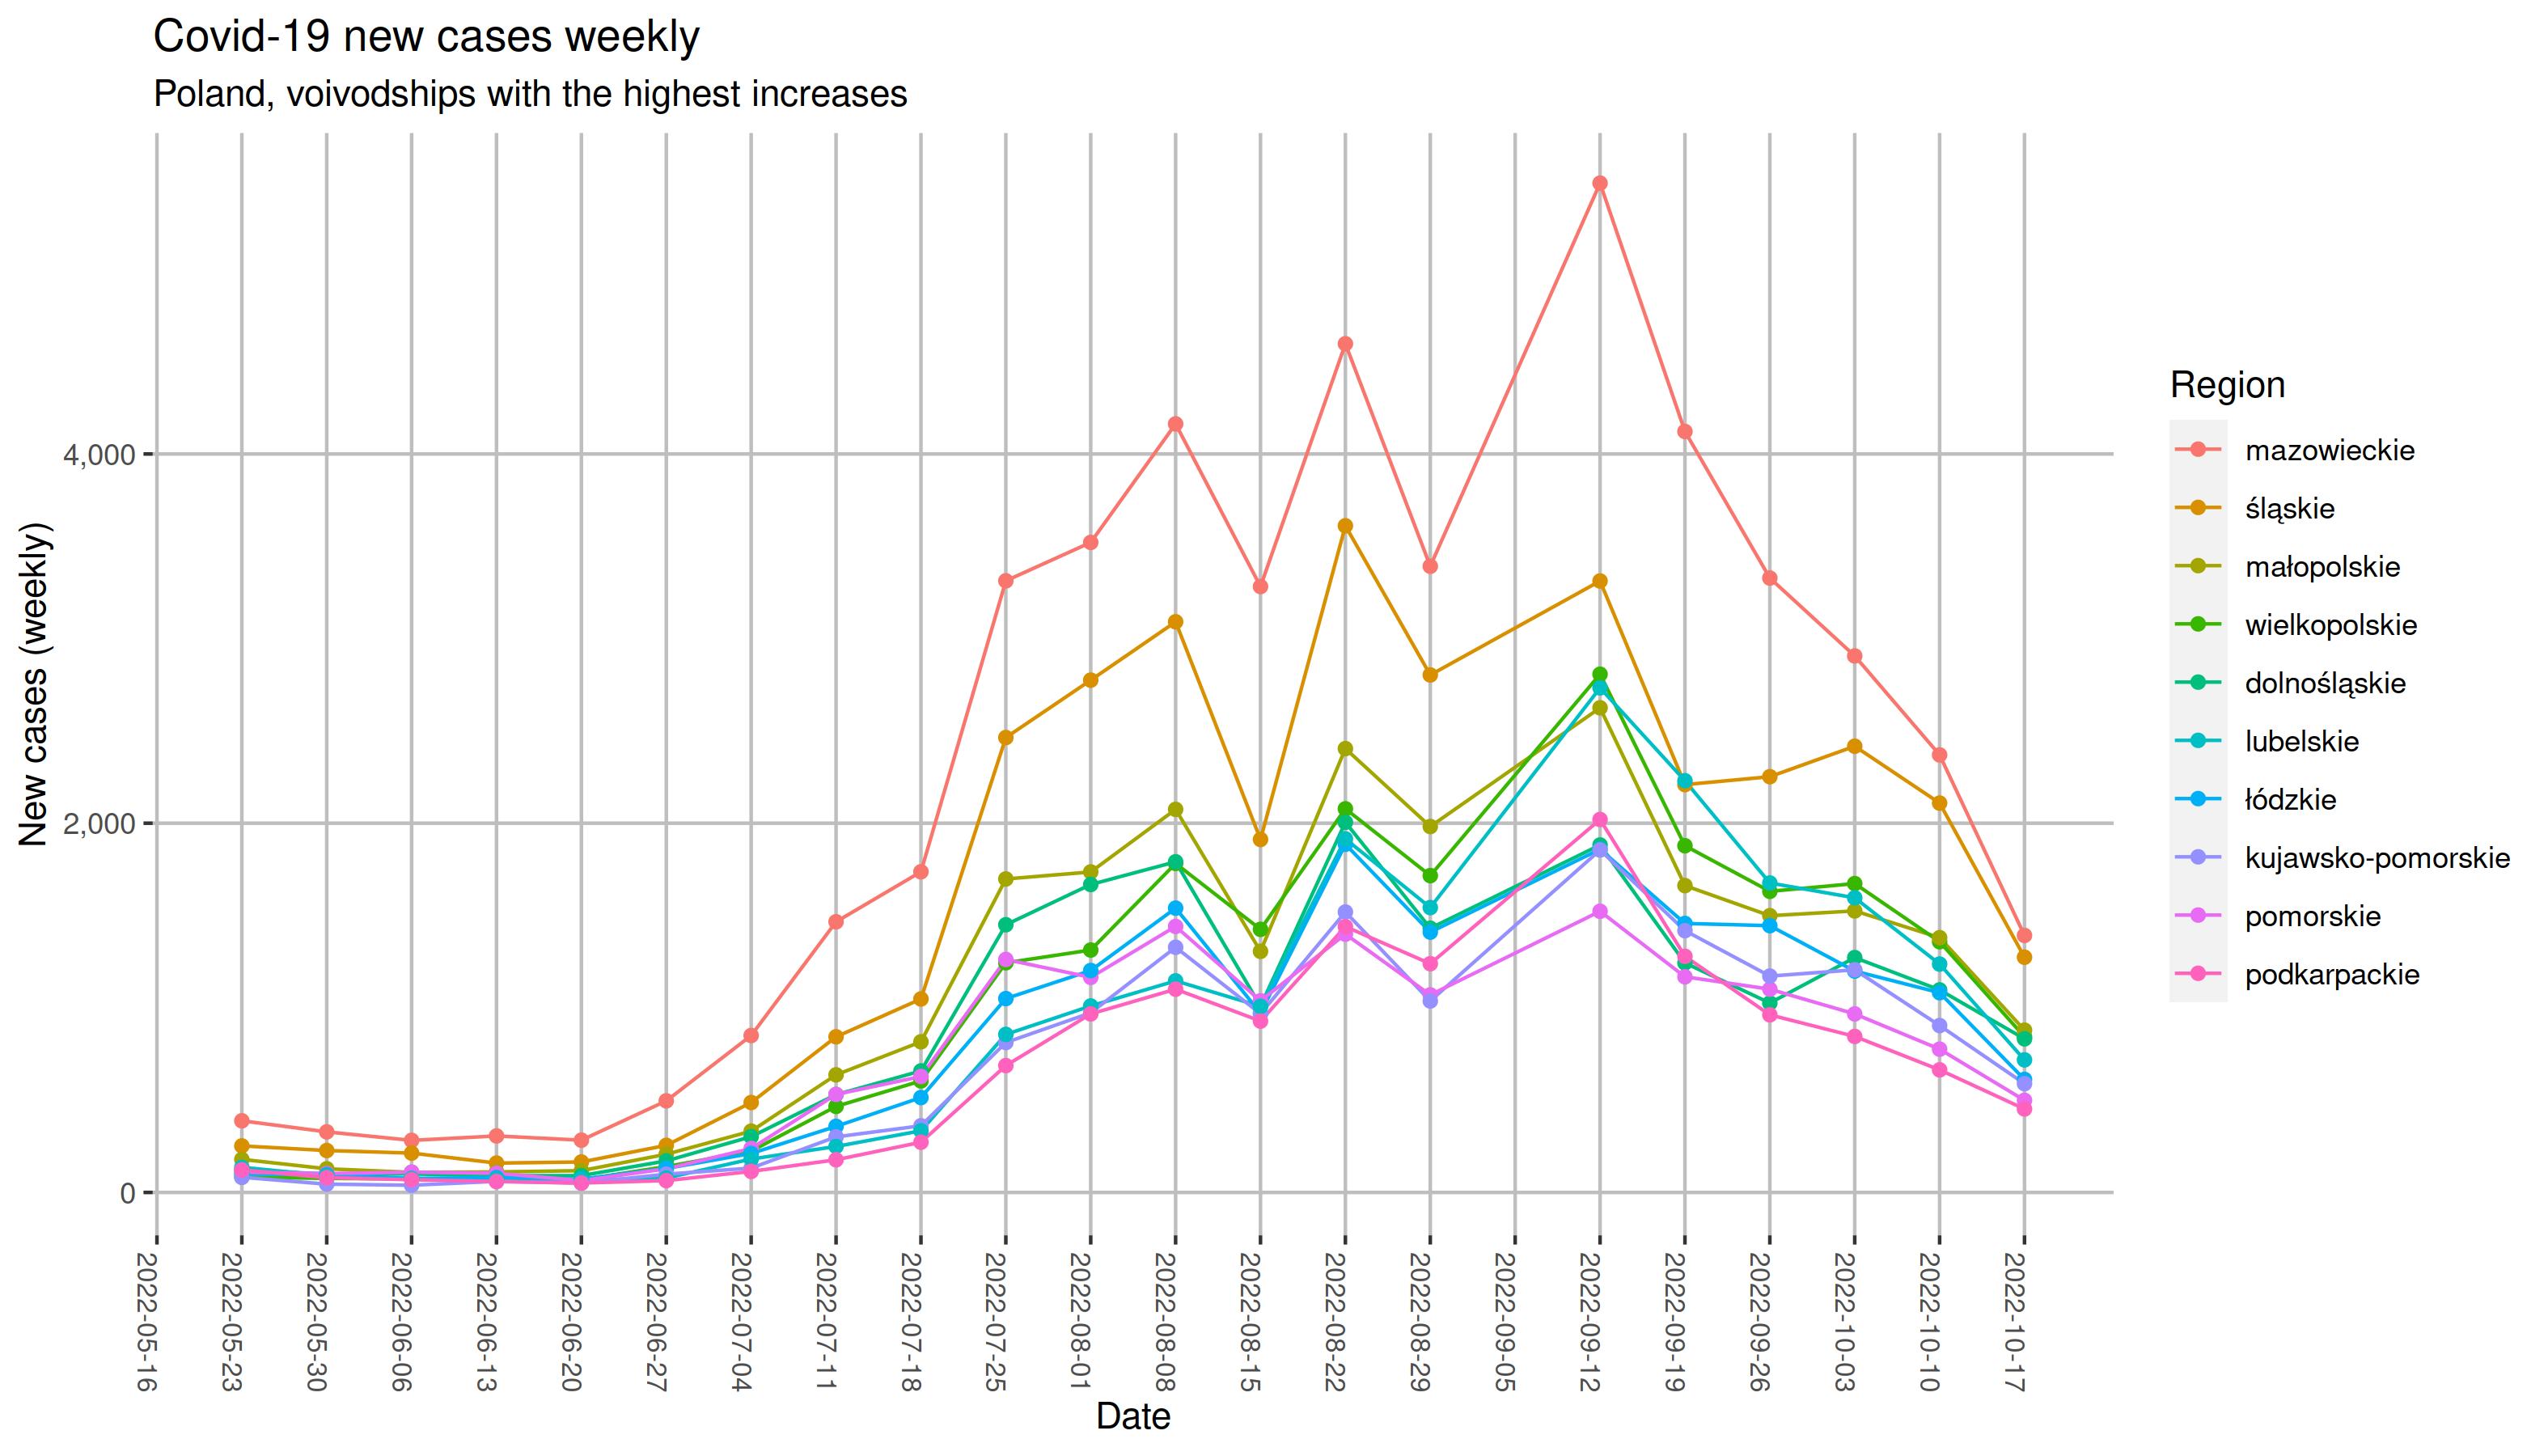 Covid-19 new cases weekly
Poland, voivodships with the highest increases
New cases (weekly)
4,000
2,000
0
2022-05-16
2022-05-23
2022-05-30
2022-06-06
2022-06-13
2022-06-20
2022-06-27
2022-07-04
2022-07-11
2022-07-18
2022-07-25
2022-08-01
2022-08-08
2022-08-15
2022-08-22
2022-08-29
2022-09-05
2022-09-12
2022-09-19
2022-09-26
2022-10-03
2022-10-10
2022-10-17
Date
Region
mazowieckie
śląskie
małopolskie
wielkopolskie
dolnośląskie
lubelskie
łódzkie
kujawsko-pomorskie
pomorskie
podkarpackie